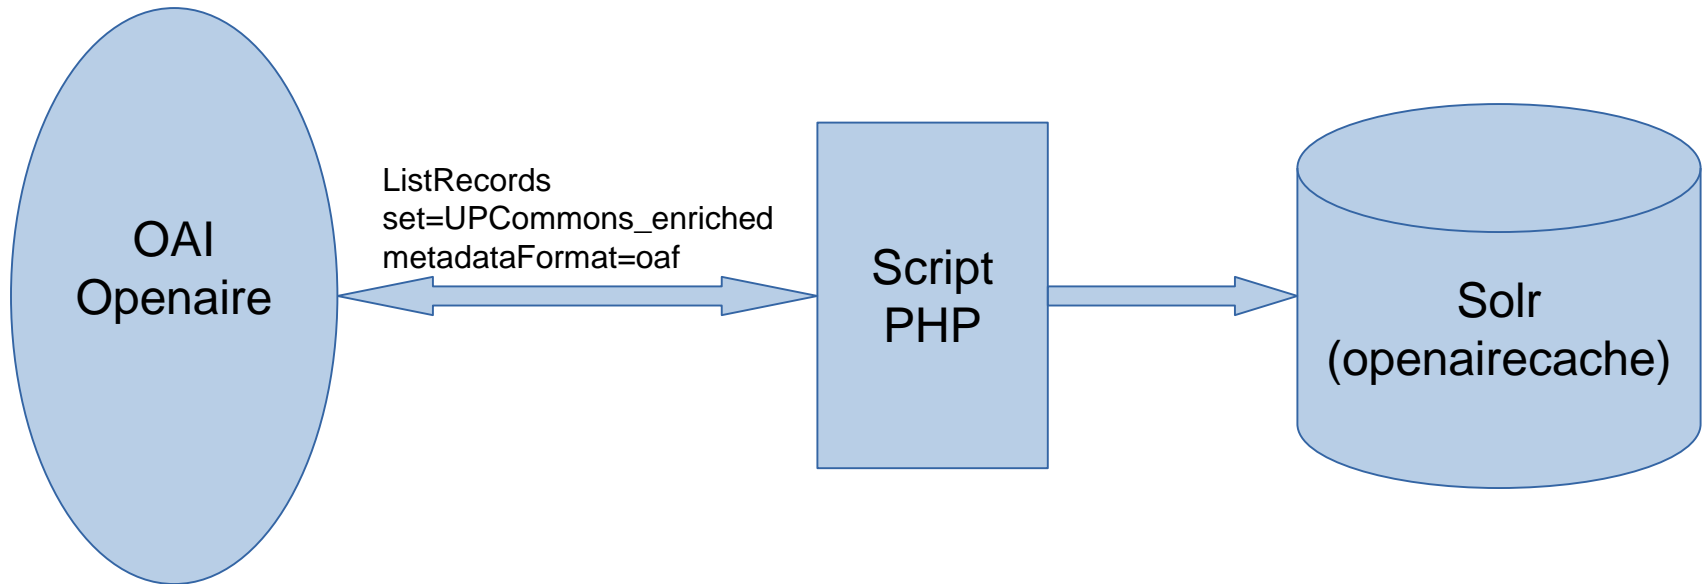 OAI
Openaire
ListRecords
set=UPCommons_enriched
metadataFormat=oaf
Script
PHP
Solr
(openairecache)